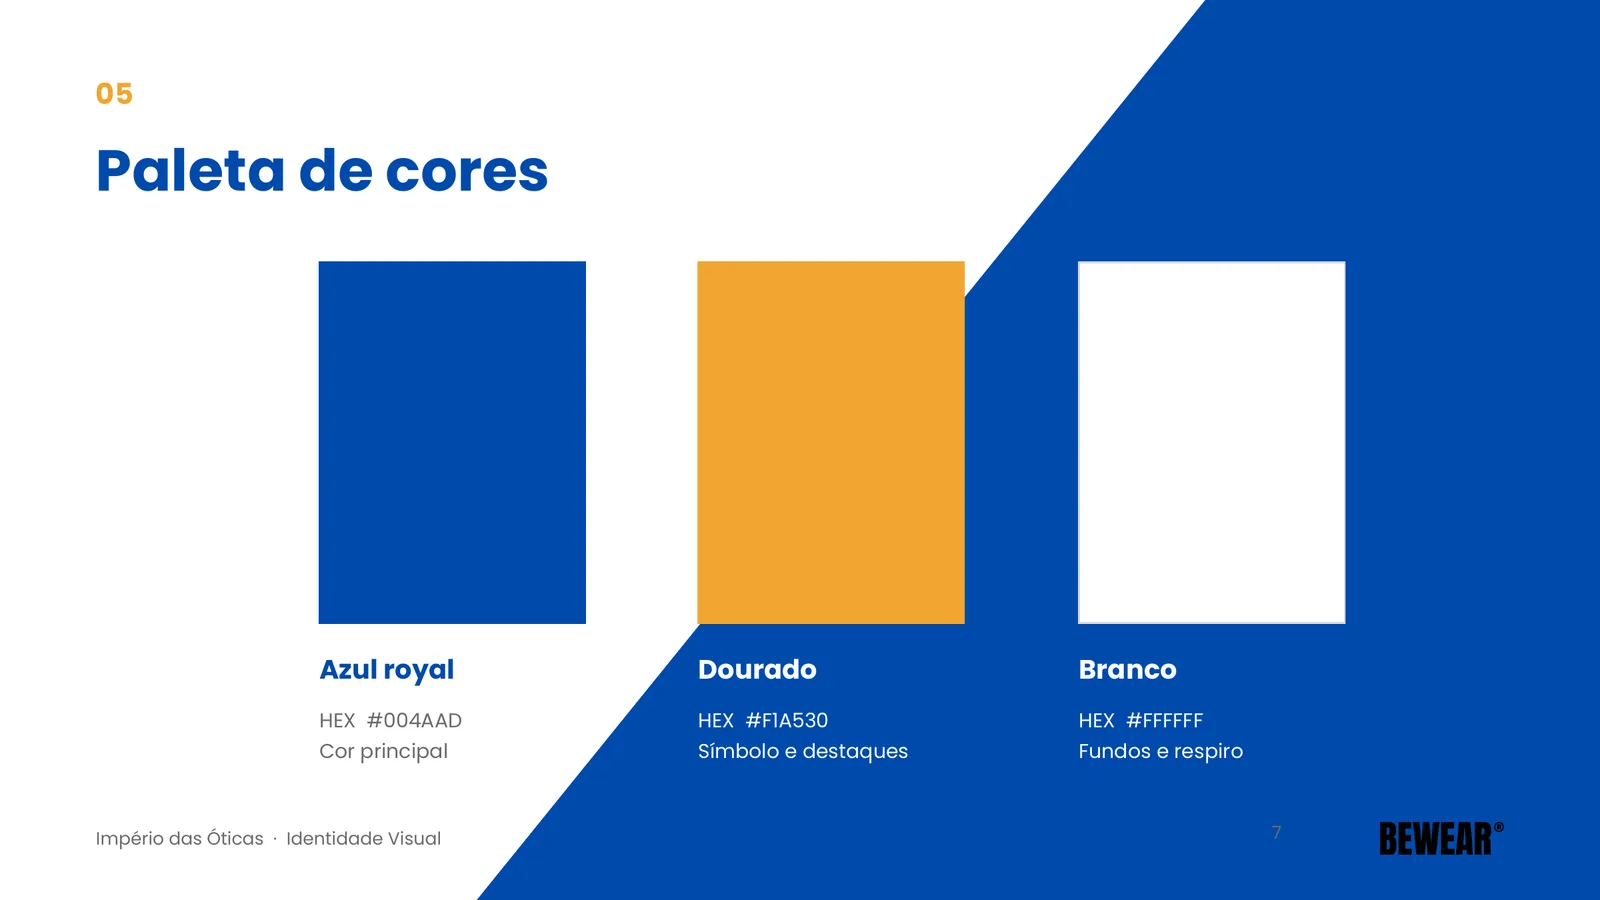 05
Paleta de cores
Azul royal
HEX #004AAD
Cor principal
Dourado
HEX #F1A530
Símbolo e destaques
Branco
HEX #FFFFFF
Fundos e respiro
Império das Óticas · Identidade Visual
7
BEWEAR®